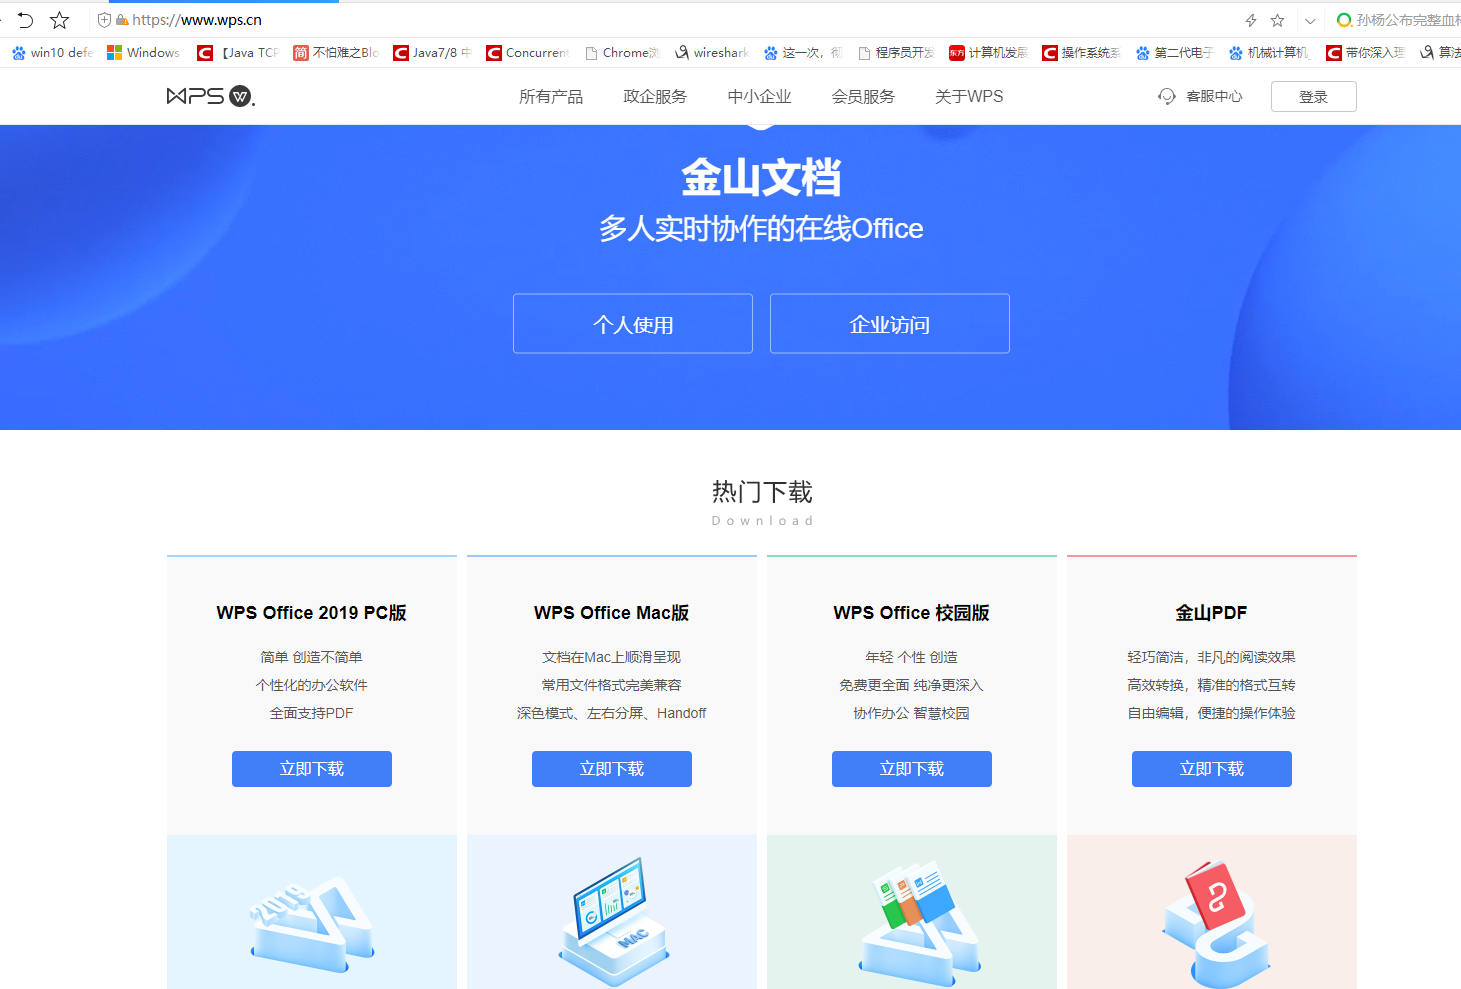 https://www.wps.cn
孙杨公布完整血检
win10 defe
Windows
【Java TCP
简 不怕难之Blo
Java7/8 中
Concurrent
Chrome浏
wireshark
这一次，彻
程序员开发
东方 计算机发展
操作系统系
第二代电子
机械计算机
带你深入理
算法
WPS
所有产品
政企服务
中小企业
会员服务
关于WPS
客服中心
登录
金山文档
多人实时协作的在线Office
个人使用
企业访问
热门下载
Download
WPS Office 2019 PC版
简单 创造不简单
个性化的办公软件
全面支持PDF
立即下载
2019
WPS Office Mac版
文档在Mac上顺滑呈现
常用文件格式完美兼容
深色模式、左右分屏、Handoff
立即下载
MAC
WPS Office 校园版
年轻 个性 创造
免费更全面 纯净更深入
协作办公 智慧校园
立即下载
金山PDF
轻巧简洁，非凡的阅读效果
高效转换，精准的格式互转
自由编辑，便捷的操作体验
立即下载